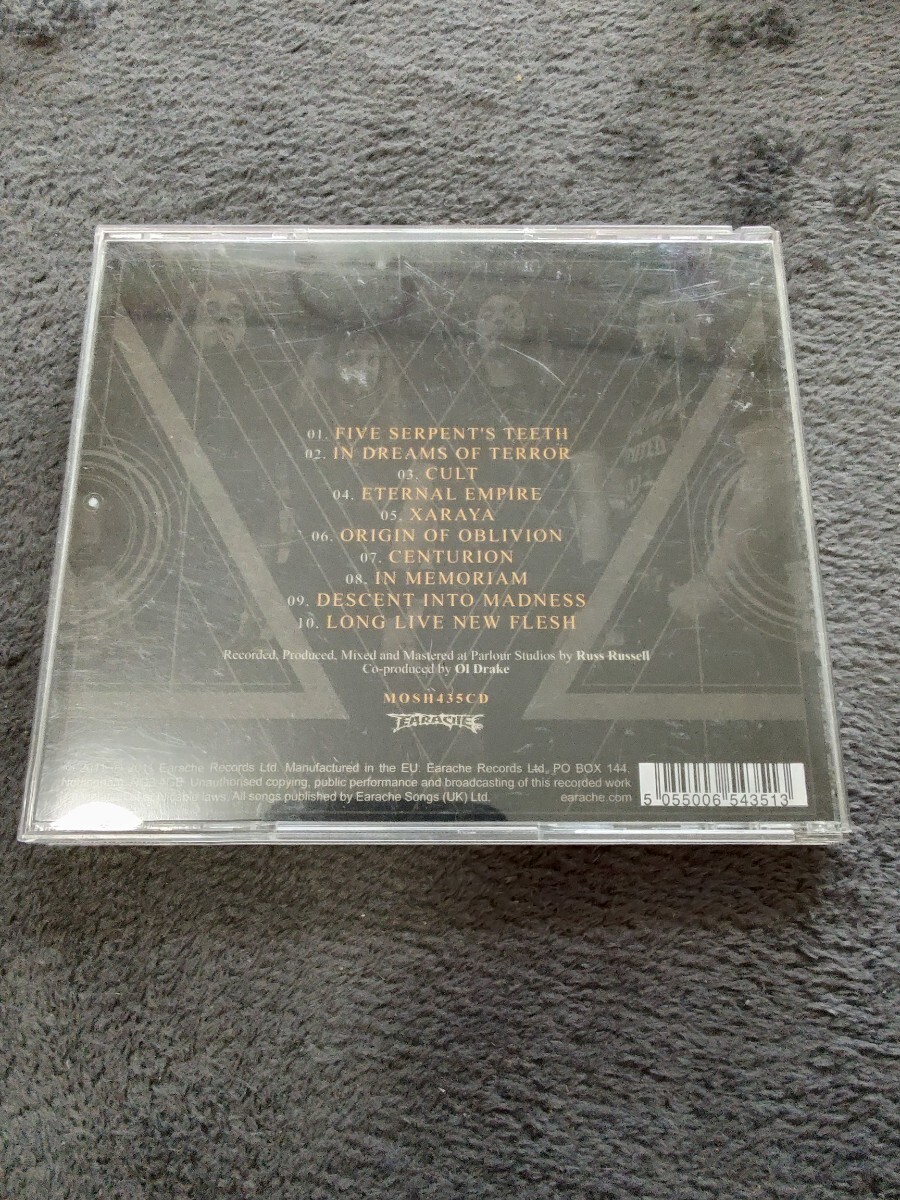 01. FIVE SERPENT'S TEETH
02. IN DREAMS OF TERROR
03. CULT
04. ETERNAL EMPIRE
05. XARAYA
06. ORIGIN OF OBLIVION
07. CENTURION
08. IN MEMORIAM
09. DESCENT INTO MADNESS
10. LONG LIVE NEW FLESH
Recorded, Produced, Mixed and Mastered at Parlour Studios by Russ Russell
Co-produced by Ol Drake
MOSH435CD
EARACHE
2011 Earache Records Ltd. Manufactured in the EU. Earache Records Ltd, PO BOX 144,
Unauthorised copying, public performance and broadcasting of this recorded work
laws. All songs published by Earache Songs (UK) Ltd. earache.com
5 055006 543513